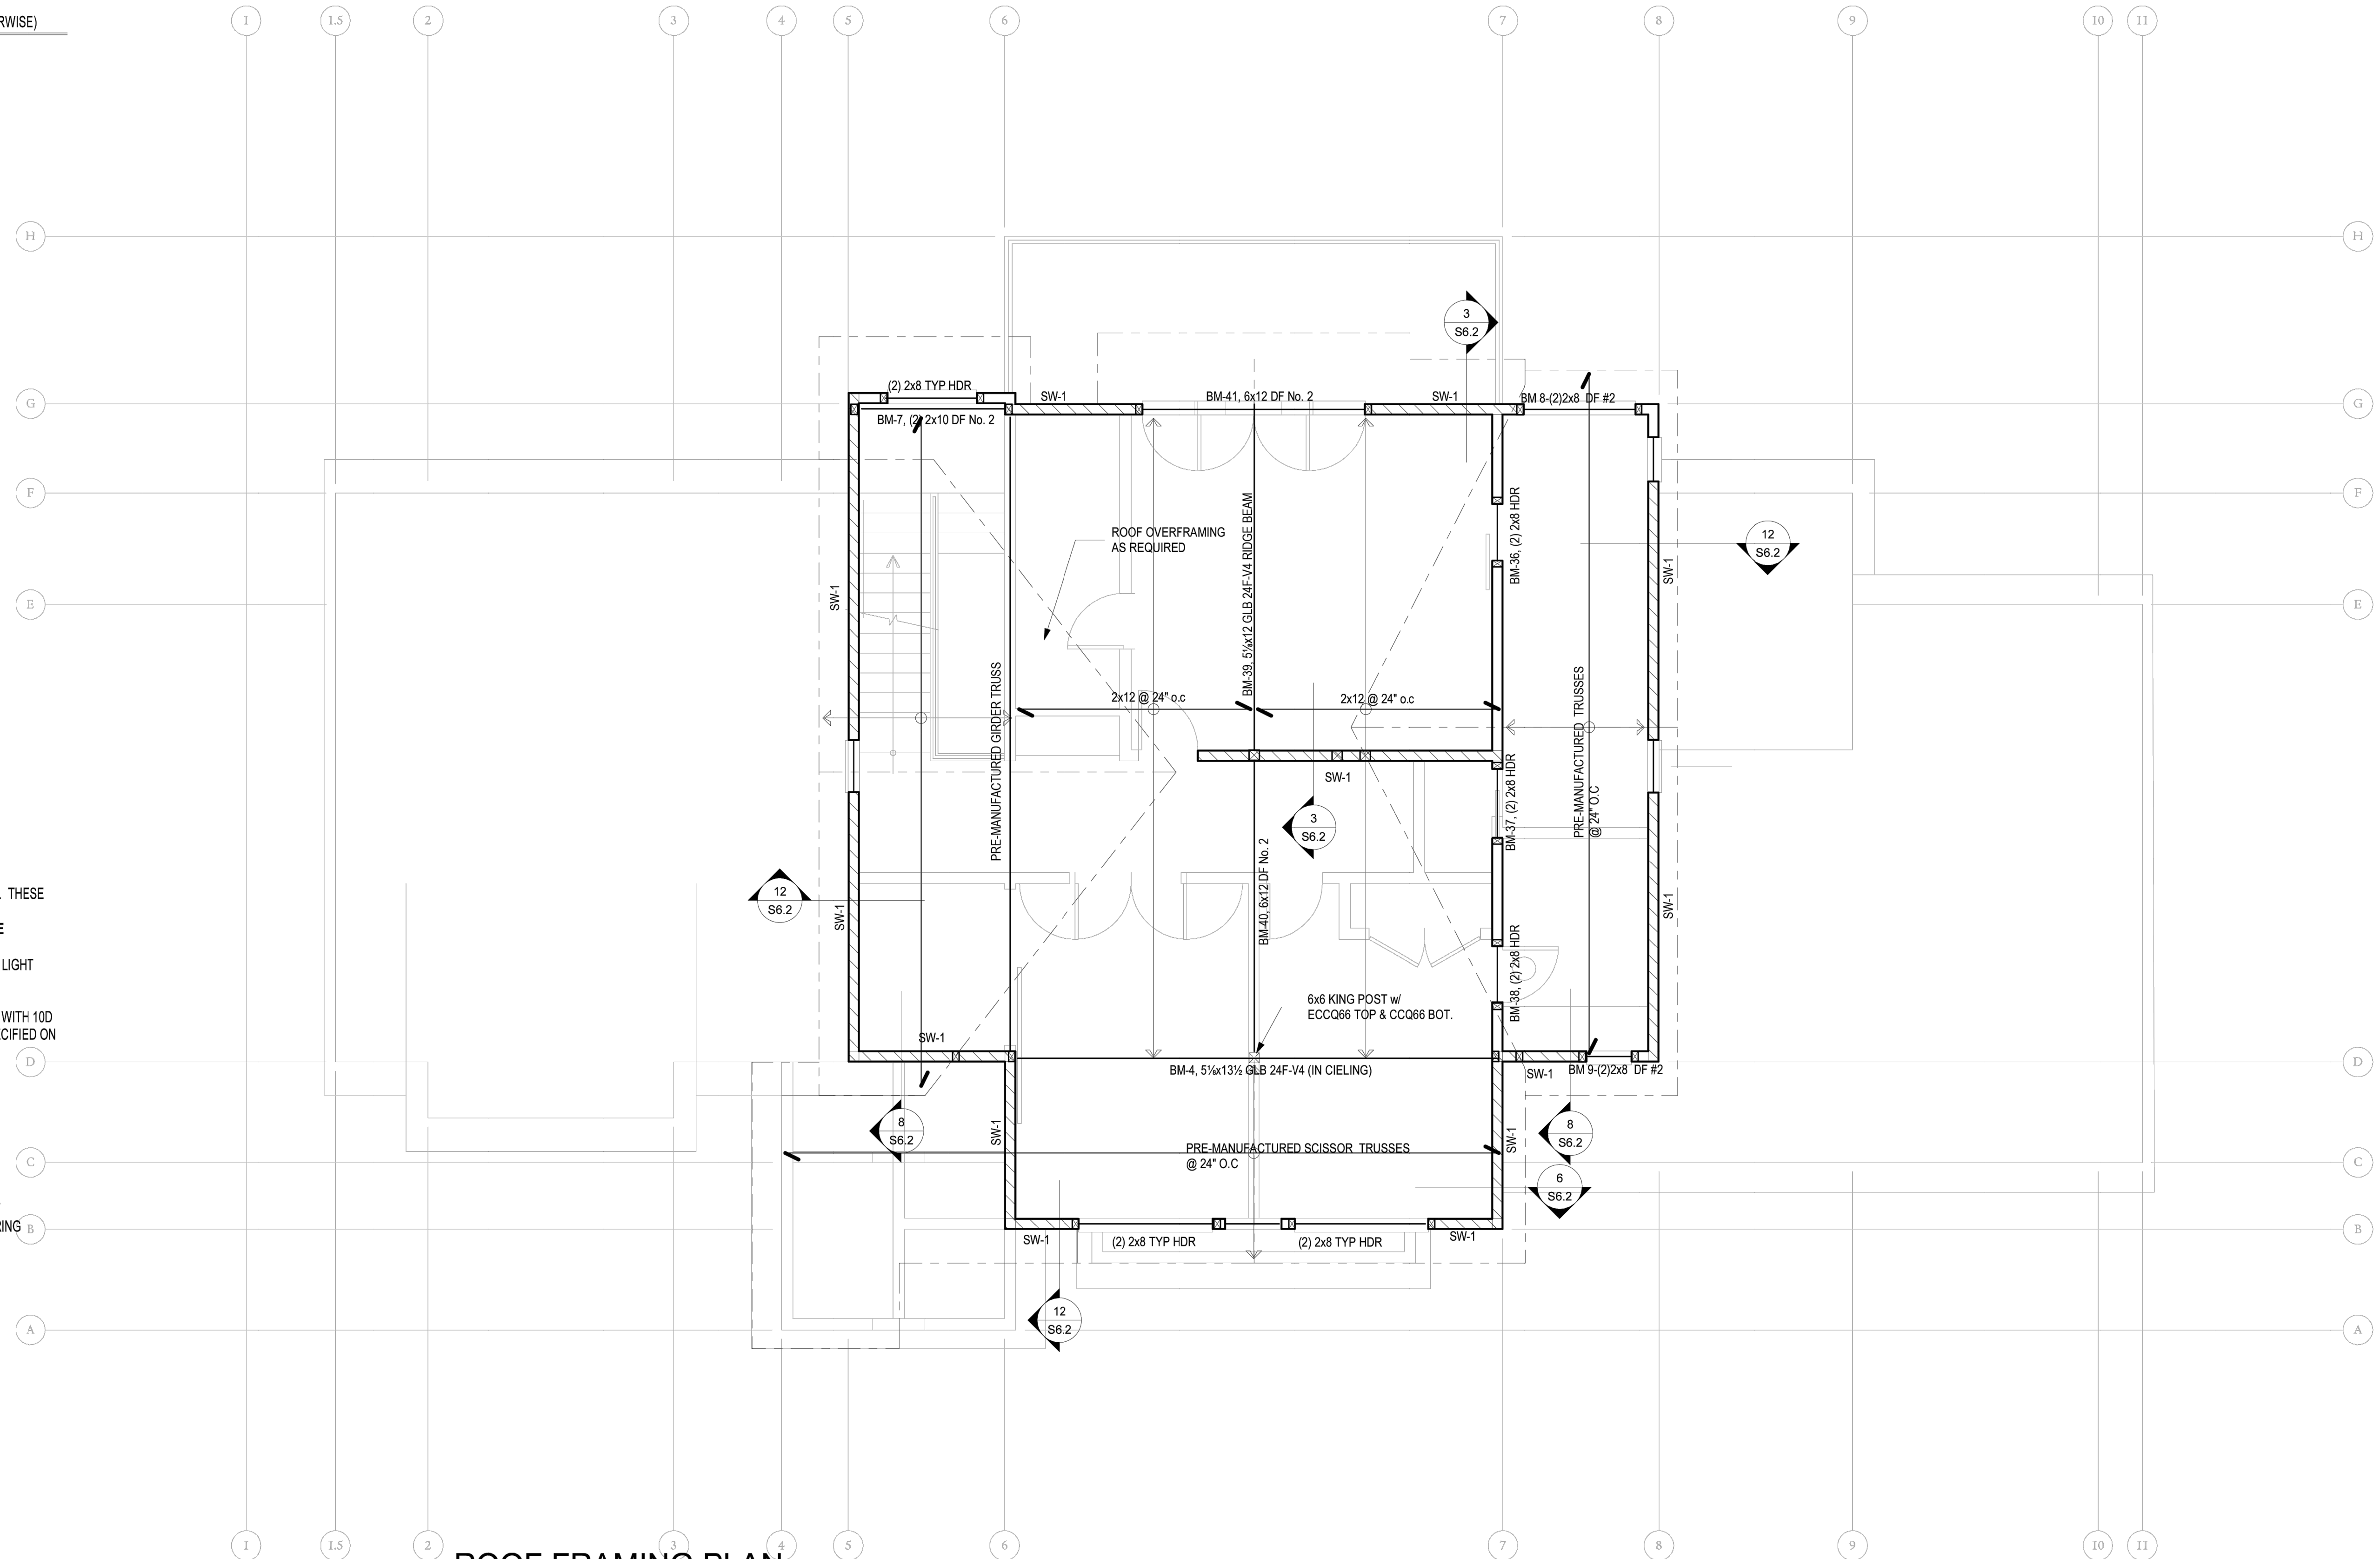 RWISE)
1
1.5
2
3
4
5
6
7
8
9
10
11
H
H
3
S6.2
(2) 2x8 TYP HDR
SW-1
BM-41, 6x12 DF No. 2
SW-1
BM 8-(2)2x8 DF #2
G
G
BM-7, (2) 2x10 DF No. 2
F
F
ROOF OVERFRAMING
AS REQUIRED
BM-39, 5⅛x12 GLB 24F-V4 RIDGE BEAM
BM-36, (2) 2x8 HDR
12
S6.2
SW-1
SW-1
E
E
PRE-MANUFACTURED GIRDER TRUSS
2x12 @ 24" o.c
2x12 @ 24" o.c
PRE-MANUFACTURED TRUSSES
@ 24" O.C
SW-1
BM-37, (2) 2x8 HDR
3
S6.2
BM-40, 6x12 DF No. 2
12
S6.2
SW-1
SW-1
THESE
E
LIGHT
WITH 10D
ECIFIED ON
BM-38, (2) 2x8 HDR
6x6 KING POST w/
ECCQ66 TOP & CCQ66 BOT.
SW-1
D
D
BM-4, 5⅛x13½ GLB 24F-V4 (IN CIELING)
SW-1
BM 9-(2)2x8 DF #2
8
S6.2
SW-1
SW-1
8
S6.2
PRE-MANUFACTURED SCISSOR TRUSSES
@ 24" O.C
C
C
6
S6.2
RING
B
B
SW-1
(2) 2x8 TYP HDR
(2) 2x8 TYP HDR
SW-1
12
S6.2
A
A
1
1.5
2
3
4
5
6
7
8
9
10
11
ROOF FRAMING PLAN